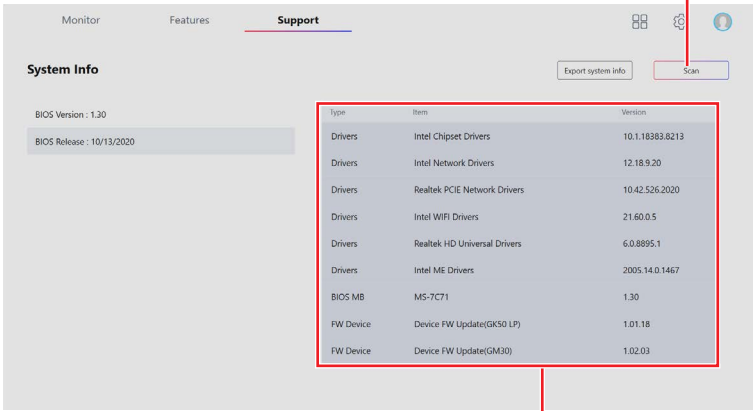 Monitor Features Support
System Info Export system info Scan
BIOS Version : 1.30
BIOS Release : 10/13/2020
Type Item Version
Drivers Intel Chipset Drivers 10.1.18383.8213
Drivers Intel Network Drivers 12.18.9.20
Drivers Realtek PCIE Network Drivers 10.42.526.2020
Drivers Intel WIFI Drivers 21.60.0.5
Drivers Realtek HD Universal Drivers 6.0.8895.1
Drivers Intel ME Drivers 2005.14.0.1467
BIOS MB MS-7C71 1.30
FW Device Device FW Update(GK50 LP) 1.01.18
FW Device Device FW Update(GM30) 1.02.03